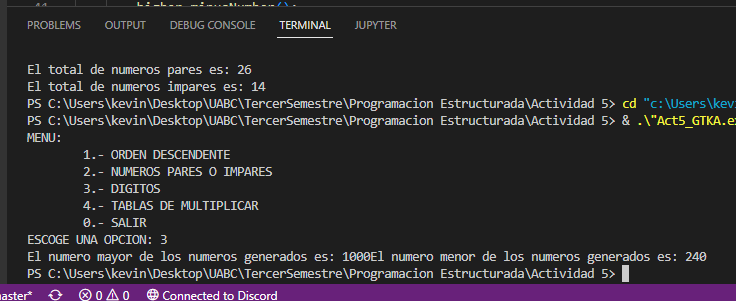 higher_minusNumber();
PROBLEMS OUTPUT DEBUG CONSOLE TERMINAL JUPYTER
El total de numeros pares es: 26
El total de numeros impares es: 14
PS C:\Users\kevin\Desktop\UABC\TercerSemestre\Programacion Estructurada\Actividad 5> cd "c:\Users\kev
PS C:\Users\kevin\Desktop\UABC\TercerSemestre\Programacion Estructurada\Actividad 5> & .\"Act5_GTKA.ex
MENU:
1.- ORDEN DESCENDENTE
2.- NUMEROS PARES O IMPARES
3.- DIGITOS
4.- TABLAS DE MULTIPLICAR
0.- SALIR
ESCOGE UNA OPCION: 3
El numero mayor de los numeros generados es: 1000El numero menor de los numeros generados es: 240
PS C:\Users\kevin\Desktop\UABC\TercerSemestre\Programacion Estructurada\Actividad 5>
master* 0 0 Connected to Discord